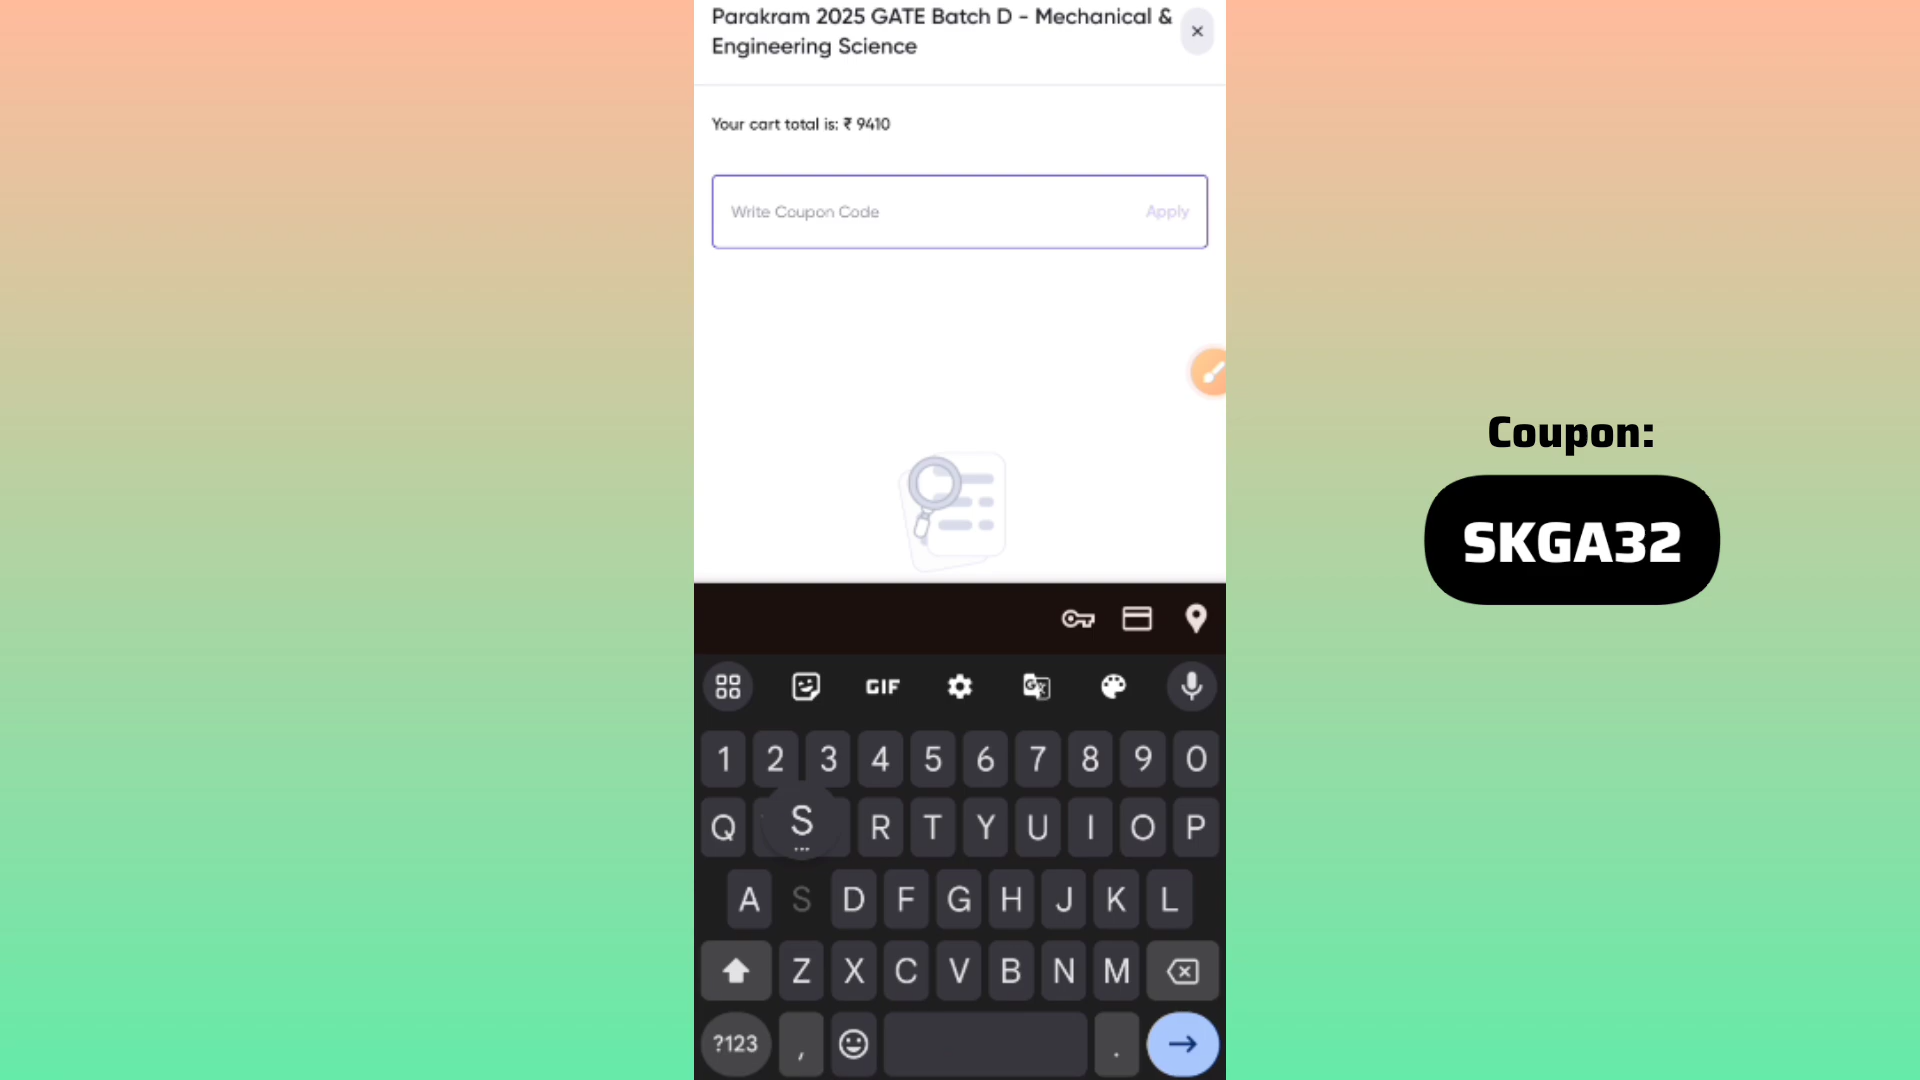 Parakram 2025 GATE Batch D - Mechanical &
Engineering Science
Your cart total is: ₹ 9410
Write Coupon Code
Apply
Coupon:
SKGA32
GIF
1 2 3 4 5 6 7 8 9 0
Q S R T Y U I O P
A S D F G H J K L
Z X C V B N M
?123 , .